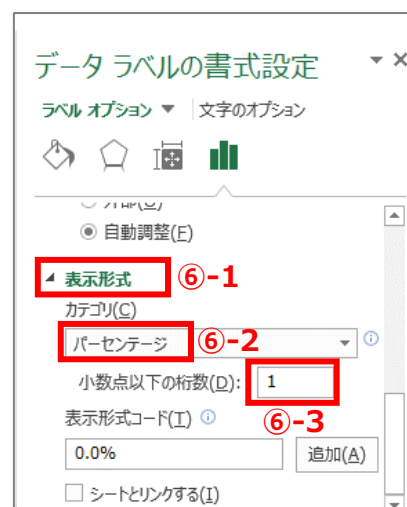 データ ラベルの書式設定
ラベル オプション 文字のオプション
外部(U)
自動調整(F)
表示形式 ⑥-1
カテゴリ(C)
パーセンテージ ⑥-2
小数点以下の桁数(D): 1
表示形式コード(T) ⑥-3
0.0% 追加(A)
シートとリンクする(I)